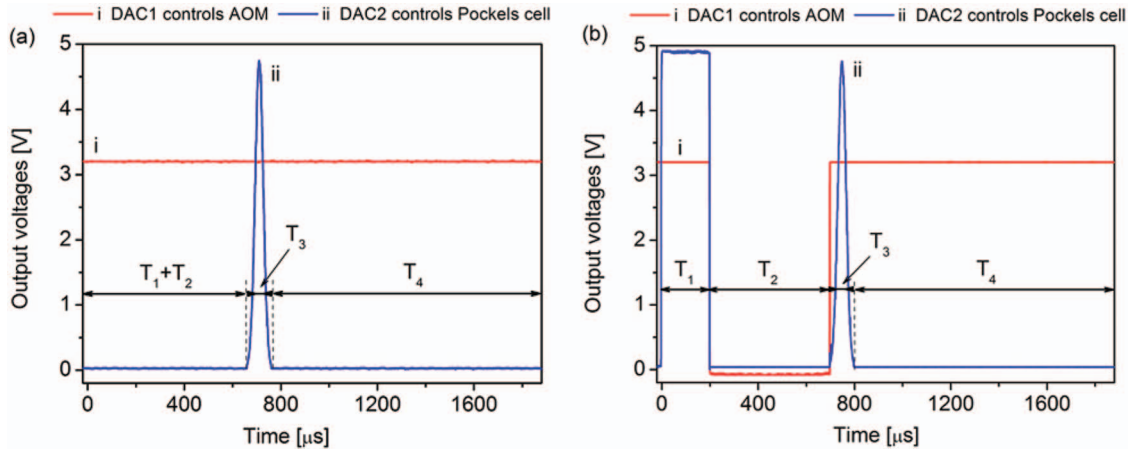 i DAC1 controls AOM ii DAC2 controls Pockels cell
(a)
Output voltages [V]
5
4
3
2
1
0
i
ii
T3
T1+T2
T4
0 400 800 1200 1600
Time [μs]
i DAC1 controls AOM ii DAC2 controls Pockels cell
(b)
Output voltages [V]
5
4
3
2
1
0
i
ii
T3
T1
T2
T4
0 400 800 1200 1600
Time [μs]